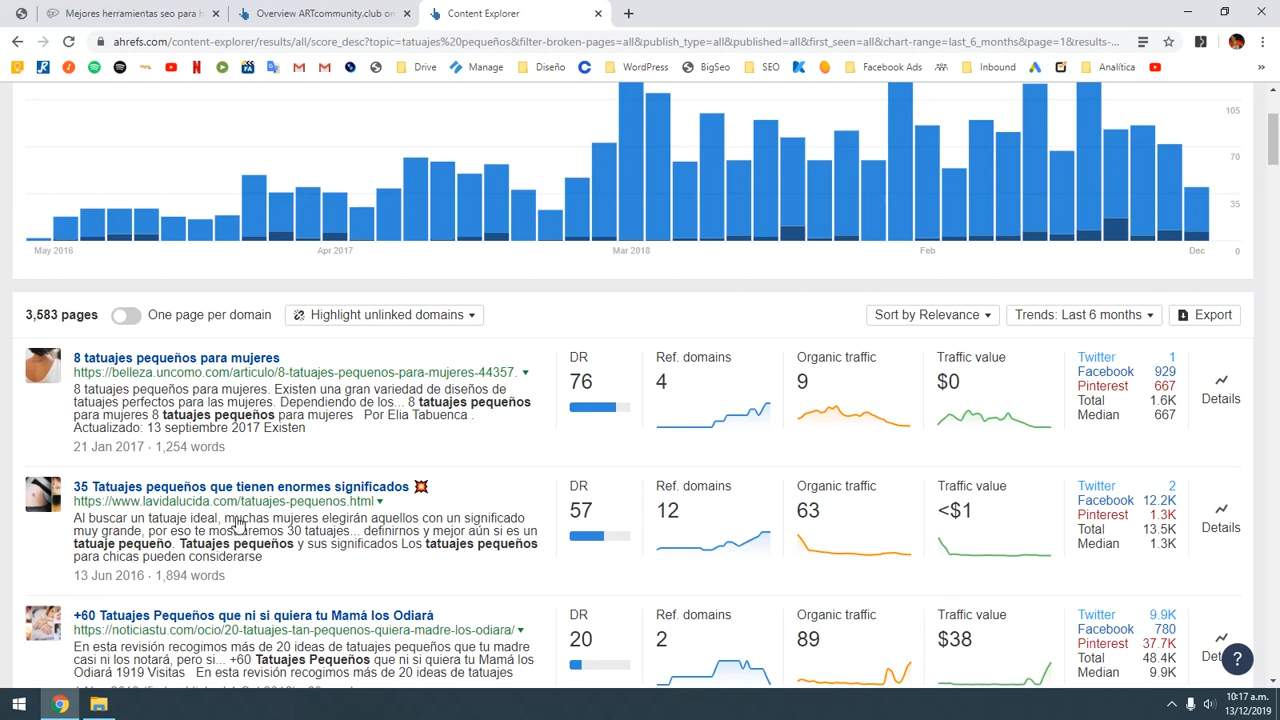 Mejores herramientas seo para h
Overview ARTcommunity.club on
Content Explorer
ahrefs.com/content-explorer/results/all/score_desc?topic=tatuajes%20pequeños&filter-broken-pages=all&publish_type=all&published=all&first_seen=all&chart-range=last_6_months&page=1&results-...
Drive
Manage
Diseño
WordPress
BigSeo
SEO
Facebook Ads
Inbound
Analítica
»
105
70
35
0
May 2016
Apr 2017
Mar 2018
Feb
Dec
3,583 pages
One page per domain
Highlight unlinked domains
Sort by Relevance
Trends: Last 6 months
Export
8 tatuajes pequeños para mujeres
https://belleza.uncomo.com/articulo/8-tatuajes-pequenos-para-mujeres-44357.
8 tatuajes pequeños para mujeres. Existen una gran variedad de diseños de
tatuajes perfectos para las mujeres. Dependiendo de los... 8 tatuajes pequeños
para mujeres 8 tatuajes pequeños para mujeres Por Elia Tabuenca .
Actualizado: 13 septiembre 2017 Existen
21 Jan 2017 · 1,254 words
DR
76
Ref. domains
4
Organic traffic
9
Traffic value
$0
Twitter 1
Facebook 929
Pinterest 667
Total 1.6K
Median 667
Details
35 Tatuajes pequeños que tienen enormes significados
https://www.lavidalucida.com/tatuajes-pequenos.html
Al buscar un tatuaje ideal, muchas mujeres elegirán aquellos con un significado
muy grande, por eso te mostraremos 30 tatuajes... definirnos y mejor aún si es un
tatuaje pequeño. Tatuajes pequeños y sus significados Los tatuajes pequeños
para chicas pueden considerarse
13 Jun 2016 · 1,894 words
DR
57
Ref. domains
12
Organic traffic
63
Traffic value
<$1
Twitter 2
Facebook 12.2K
Pinterest 1.3K
Total 13.5K
Median 1.3K
Details
+60 Tatuajes Pequeños que ni si quiera tu Mamá los Odiará
https://noticiastu.com/ocio/20-tatuajes-tan-pequenos-quiera-madre-los-odiara/
En esta revisión recogimos más de 20 ideas de tatuajes pequeños que tu madre
casi ni los notará, pero si... +60 Tatuajes Pequeños que ni si quiera tu Mamá los
Odiará 1919 Visitas En esta revisión recogimos más de 20 ideas de tatuajes
DR
20
Ref. domains
2
Organic traffic
89
Traffic value
$38
Twitter 9.9K
Facebook 780
Pinterest 37.7K
Total 48.4K
Median 9.9K
?
10:17 a.m.
13/12/2019